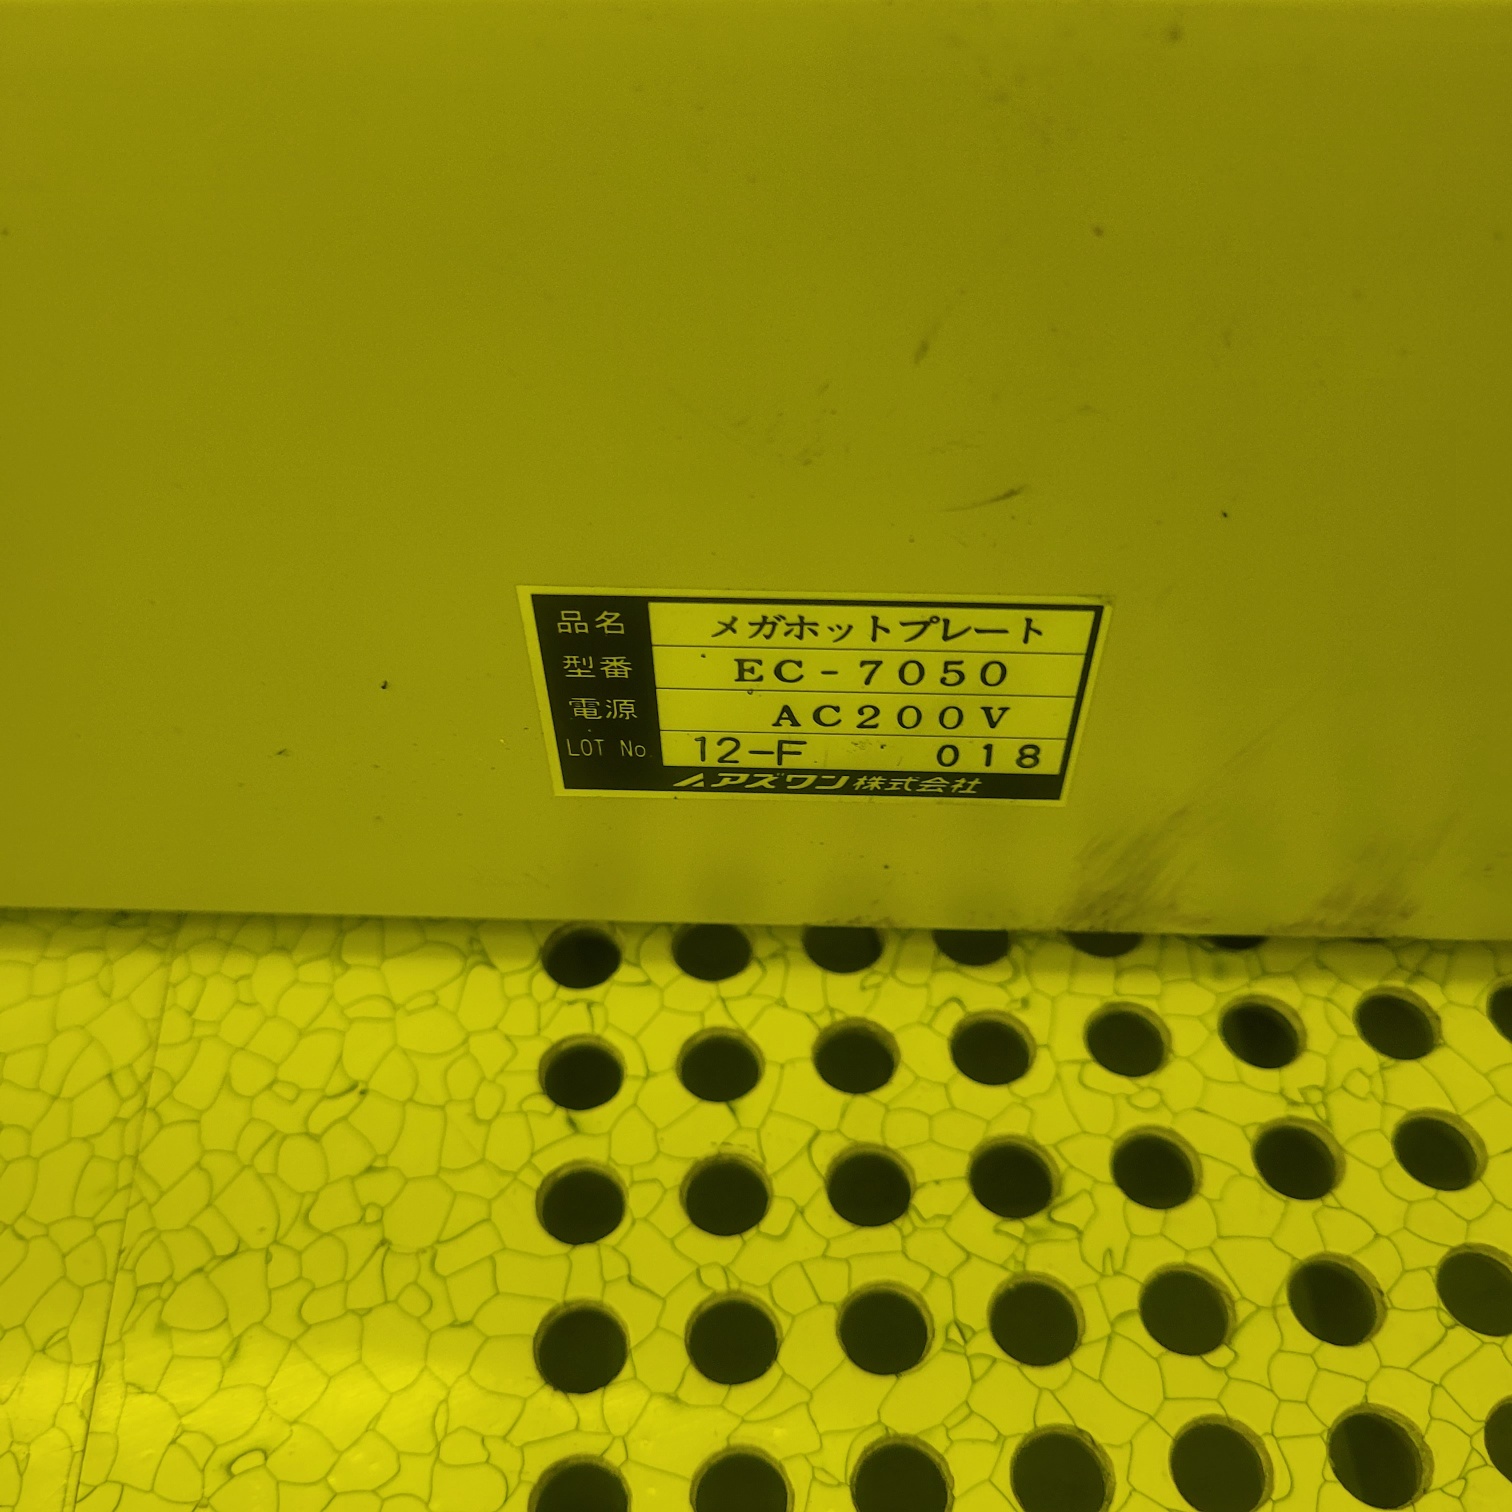 品名 メガホットプレート
型番 EC-7050
電源 AC200V
LOT No. 12-F 018
アズワン株式会社